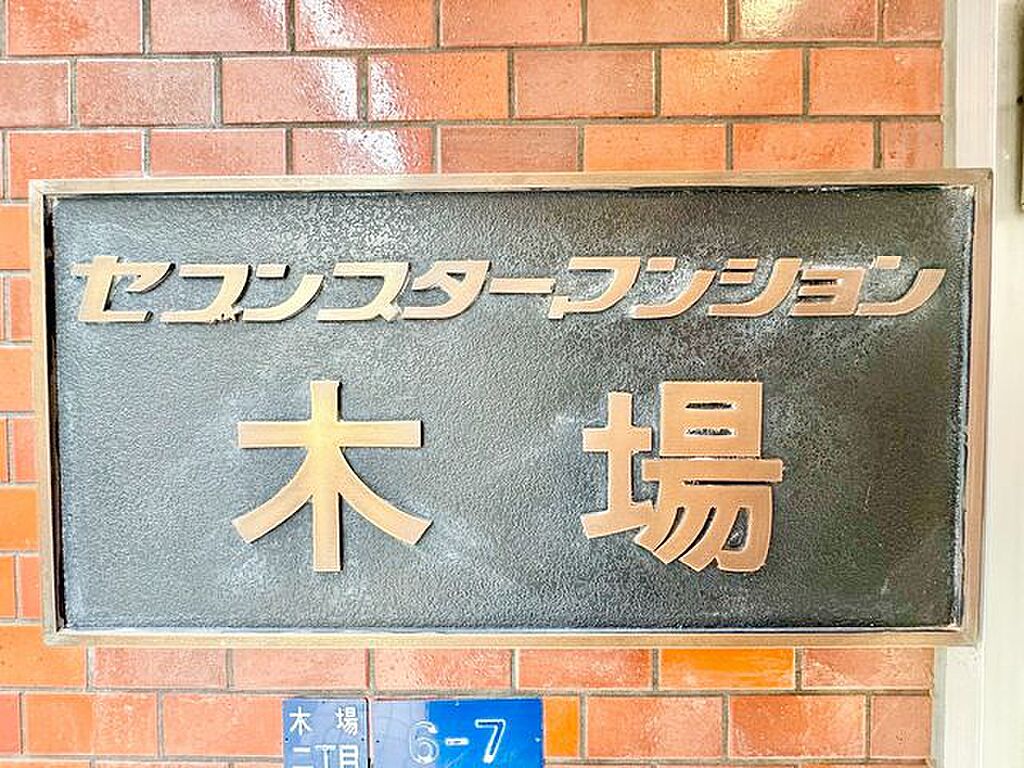 セブンスターマンション
木場
木場
二丁目
6-7